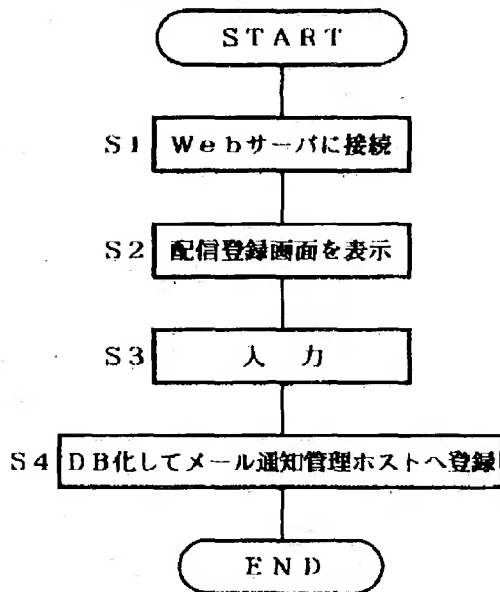 START
S1 Webサーバに接続
S2 配信登録画面を表示
S3 入力
S4 DB化してメール通知管理ホストへ登録
END